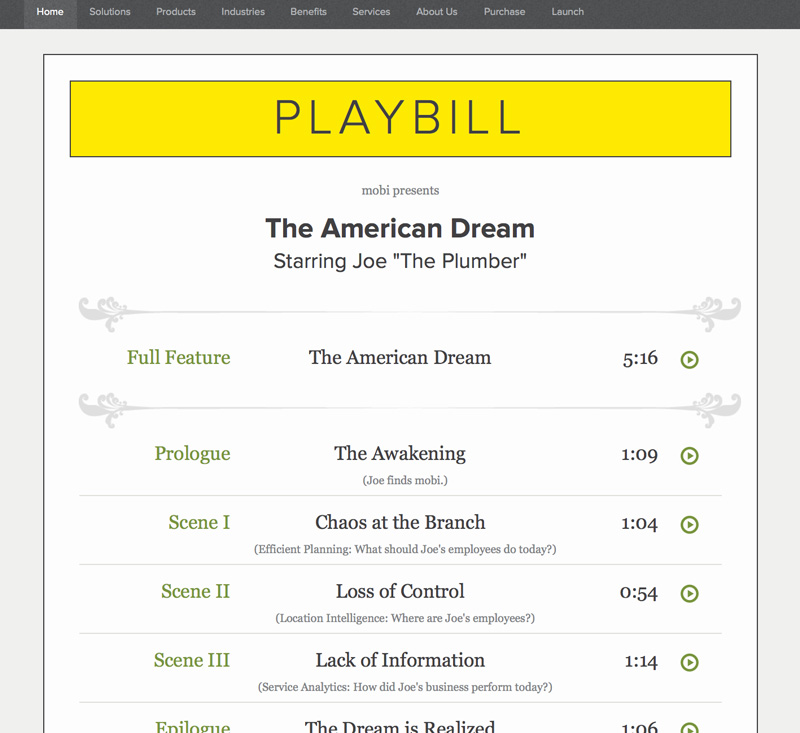 Home Solutions Products Industries Benefits Services About Us Purchase Launch
PLAYBILL
mobi presents
The American Dream
Starring Joe "The Plumber"
Full Feature The American Dream 5:16
Prologue The Awakening 1:09
(Joe finds mobi.)
Scene I Chaos at the Branch 1:04
(Efficient Planning: What should Joe's employees do today?)
Scene II Loss of Control 0:54
(Location Intelligence: Where are Joe's employees?)
Scene III Lack of Information 1:14
(Service Analytics: How did Joe's business perform today?)
Epilogue The Dream is Realized 1:06